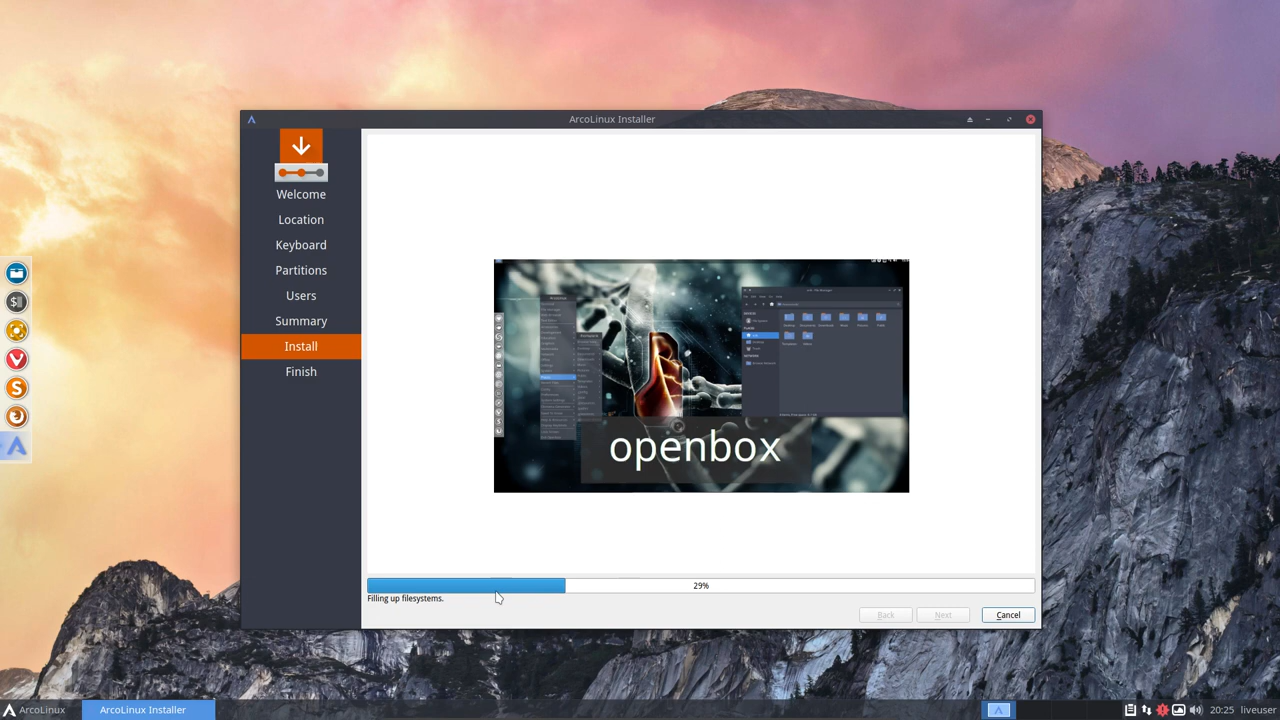 ArcoLinux Installer
Welcome
Location
Keyboard
Partitions
Users
Summary
Install
Finish
openbox
29%
Filling up filesystems.
Back
Next
Cancel
ArcoLinux
ArcoLinux Installer
20:25
liveuser